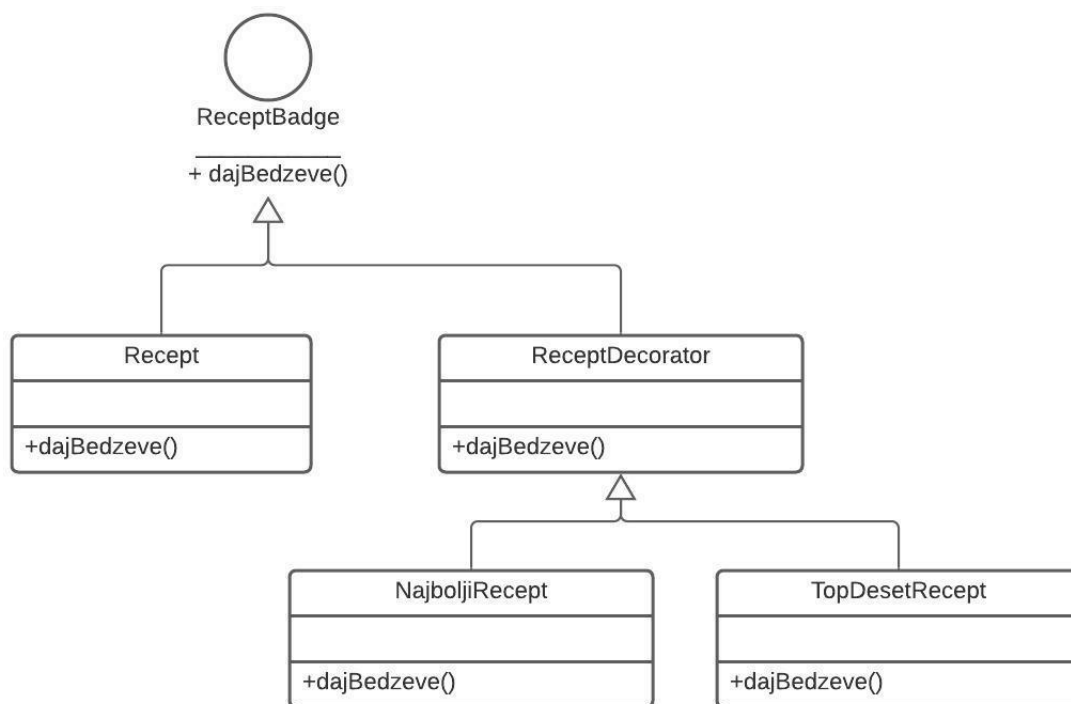 ReceptBadge
+ dajBedzeve()
Recept
+dajBedzeve()
ReceptDecorator
+dajBedzeve()
NajboljiRecept
+dajBedzeve()
TopDesetRecept
+dajBedzeve()